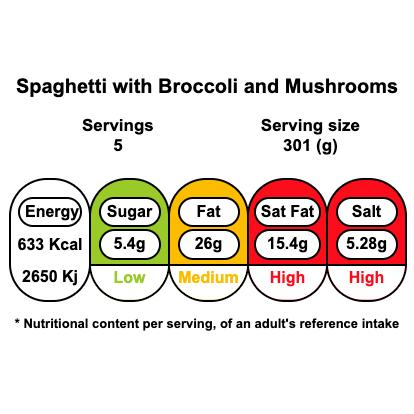 Spaghetti with Broccoli and Mushrooms
Servings Serving size
5 301 (g)
Energy Sugar Fat Sat Fat Salt
633 Kcal 5.4g 26g 15.4g 5.28g
2650 Kj Low Medium High High
* Nutritional content per serving, of an adult's reference intake